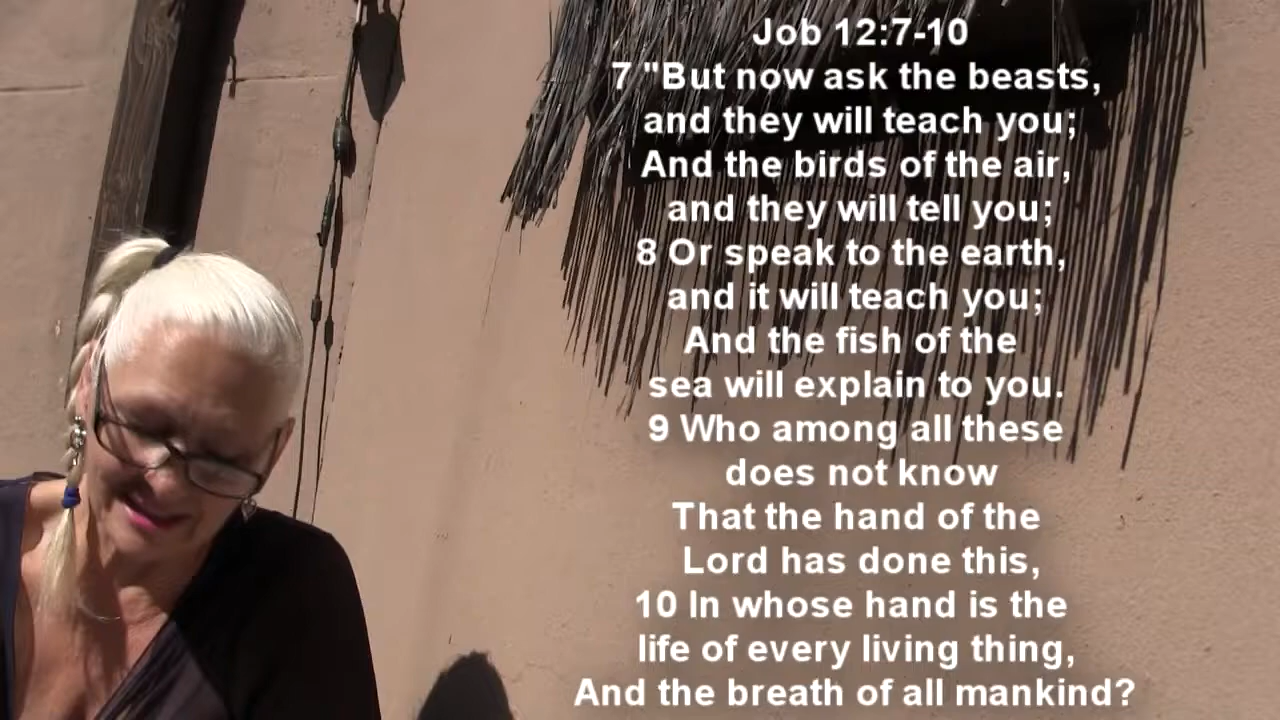 Job 12:7-10
7 "But now ask the beasts,
and they will teach you;
And the birds of the air,
and they will tell you;
8 Or speak to the earth,
and it will teach you;
And the fish of the
sea will explain to you.
9 Who among all these
does not know
That the hand of the
Lord has done this,
10 In whose hand is the
life of every living thing,
And the breath of all mankind?